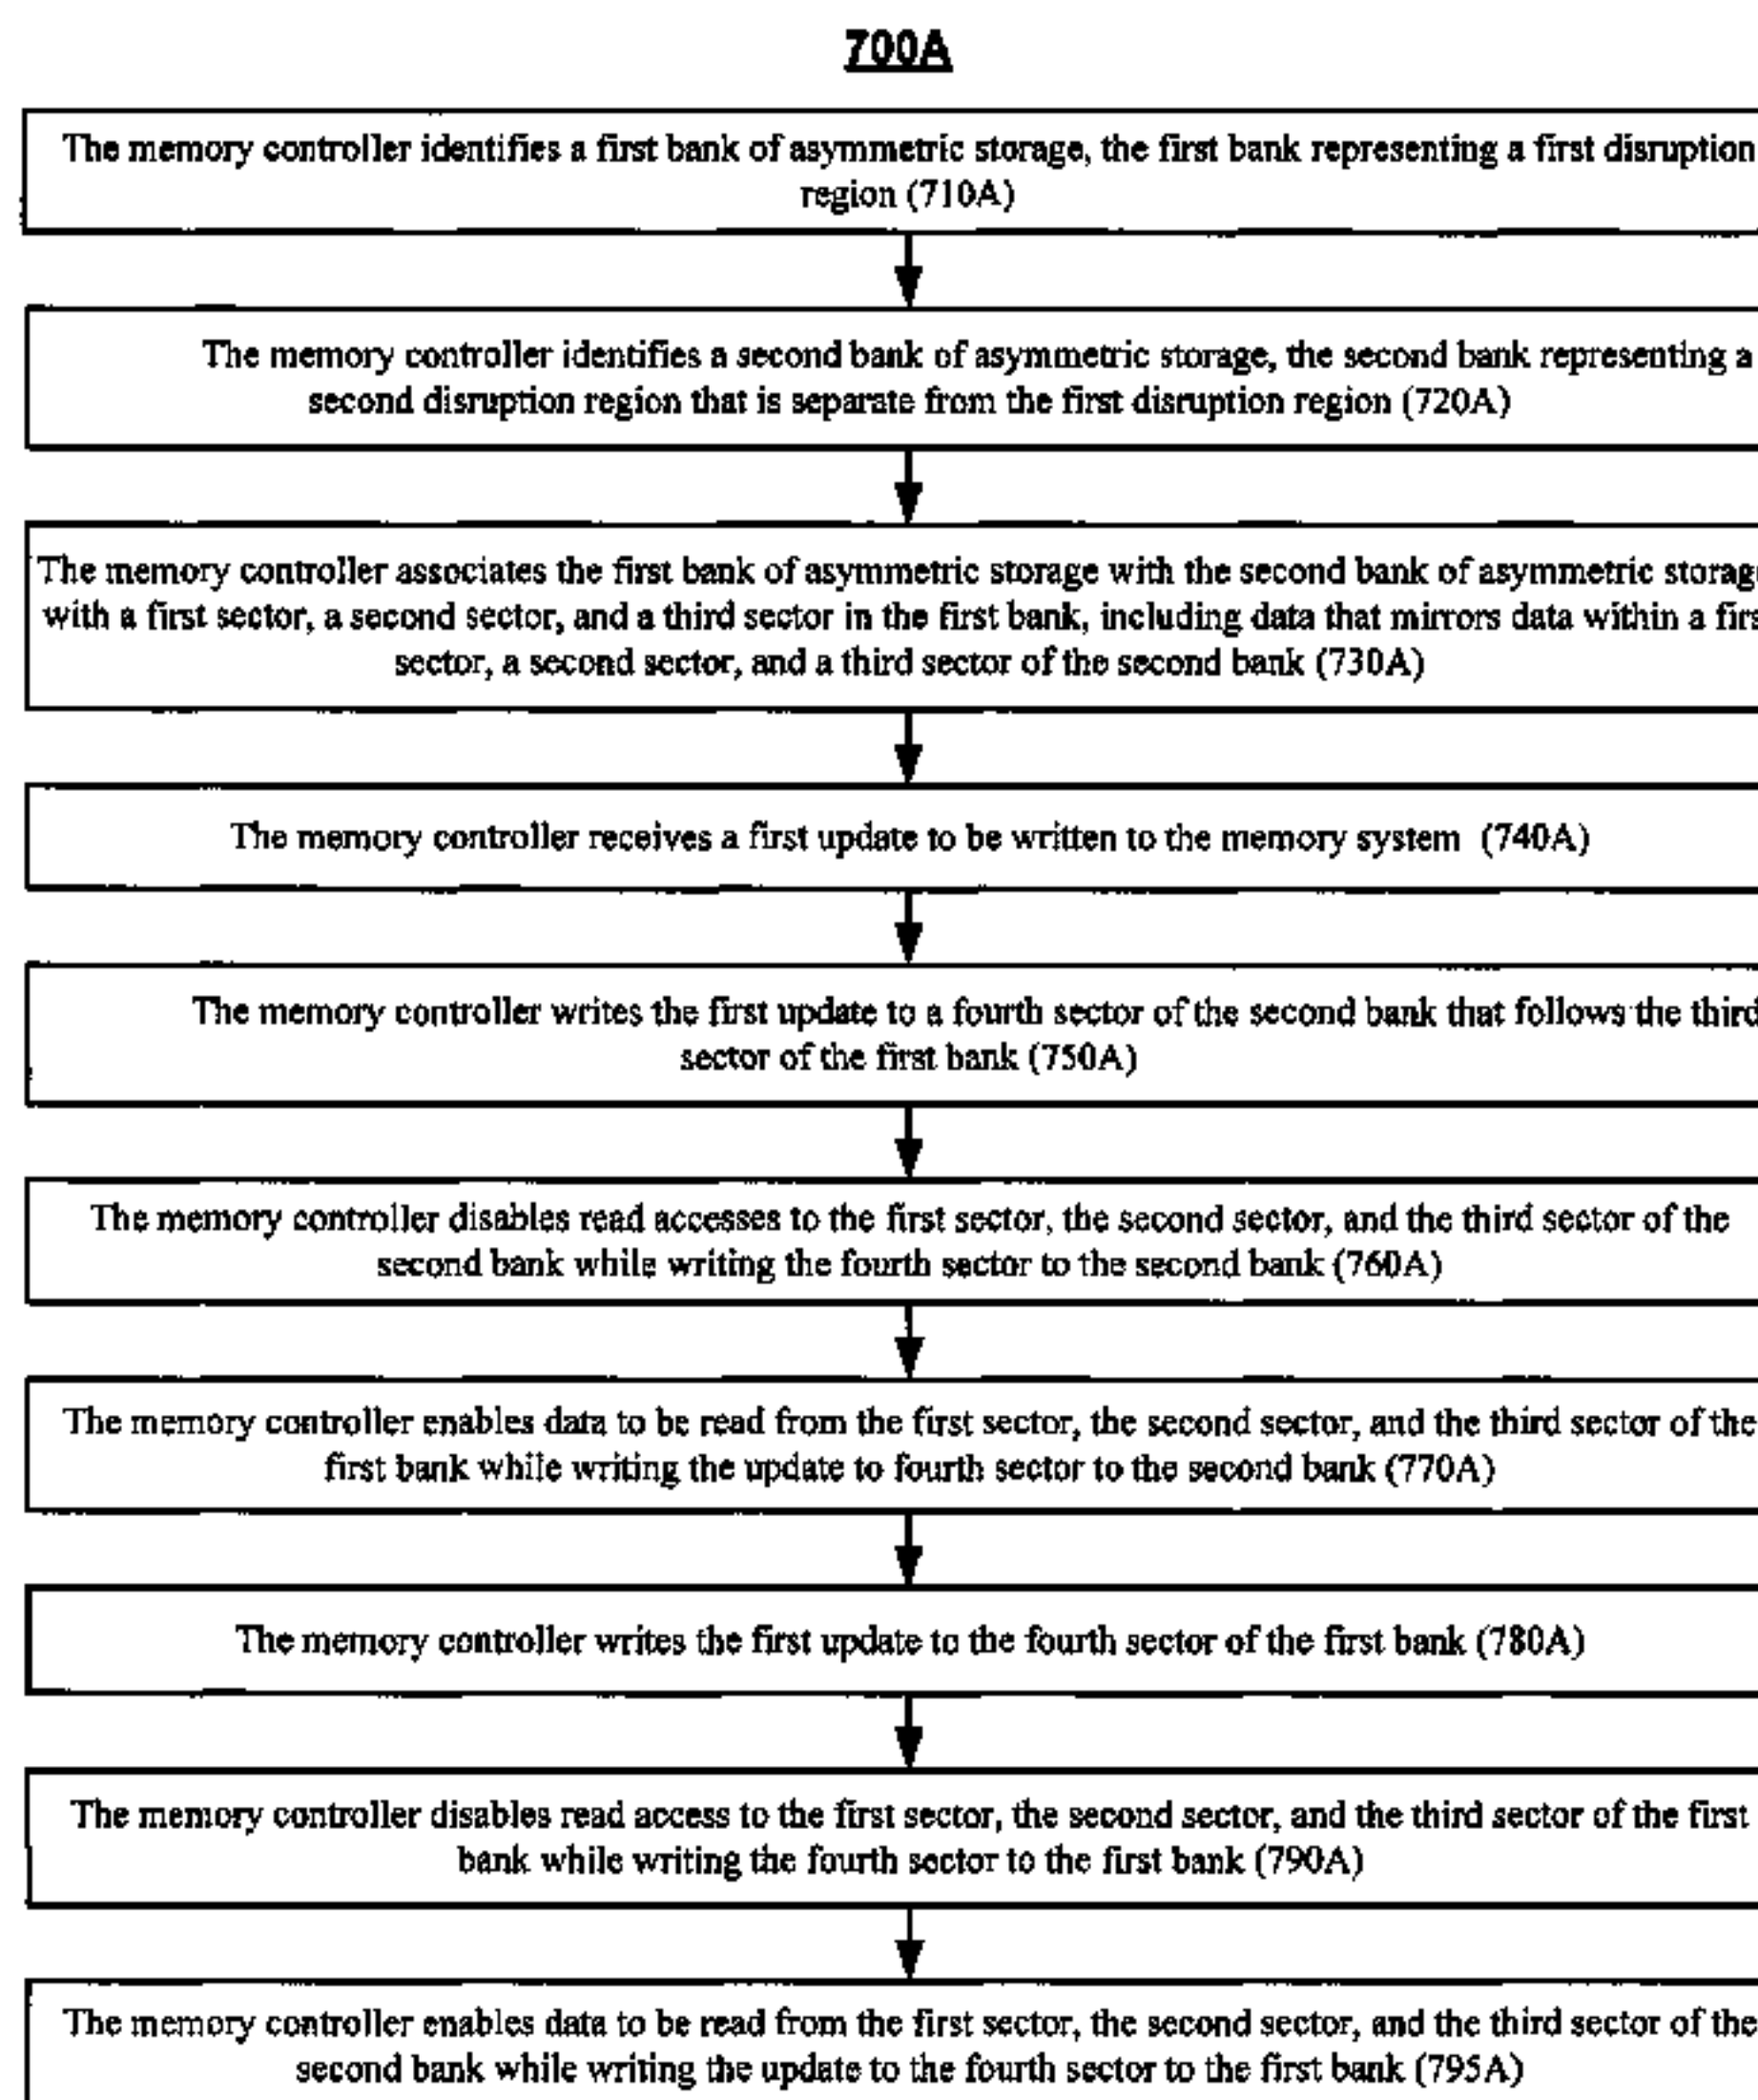 700A
The memory controller identifies a first bank of asymmetric storage, the first bank representing a first disruption
region (710A)
The memory controller identifies a second bank of asymmetric storage, the second bank representing a
second disruption region that is separate from the first disruption region (720A)
The memory controller associates the first bank of asymmetric storage with the second bank of asymmetric storage
with a first sector, a second sector, and a third sector in the first bank, including data that mirrors data within a firs
sector, a second sector, and a third sector of the second bank (730A)
The memory controller receives a first update to be written to the memory system (740A)
The memory controller writes the first update to a fourth sector of the second bank that follows the third
sector of the first bank (750A)
The memory controller disables read accesses to the first sector, the second sector, and the third sector of the
second bank while writing the fourth sector to the second bank (760A)
The memory controller enables data to be read from the first sector, the second sector, and the third sector of the
first bank while writing the update to fourth sector to the second bank (770A)
The memory controller writes the first update to the fourth sector of the first bank (780A)
The memory controller disables read access to the first sector, the second sector, and the third sector of the first
bank while writing the fourth sector to the first bank (790A)
The memory controller enables data to be read from the first sector, the second sector, and the third sector of the
second bank while writing the update to the fourth sector to the first bank (795A)